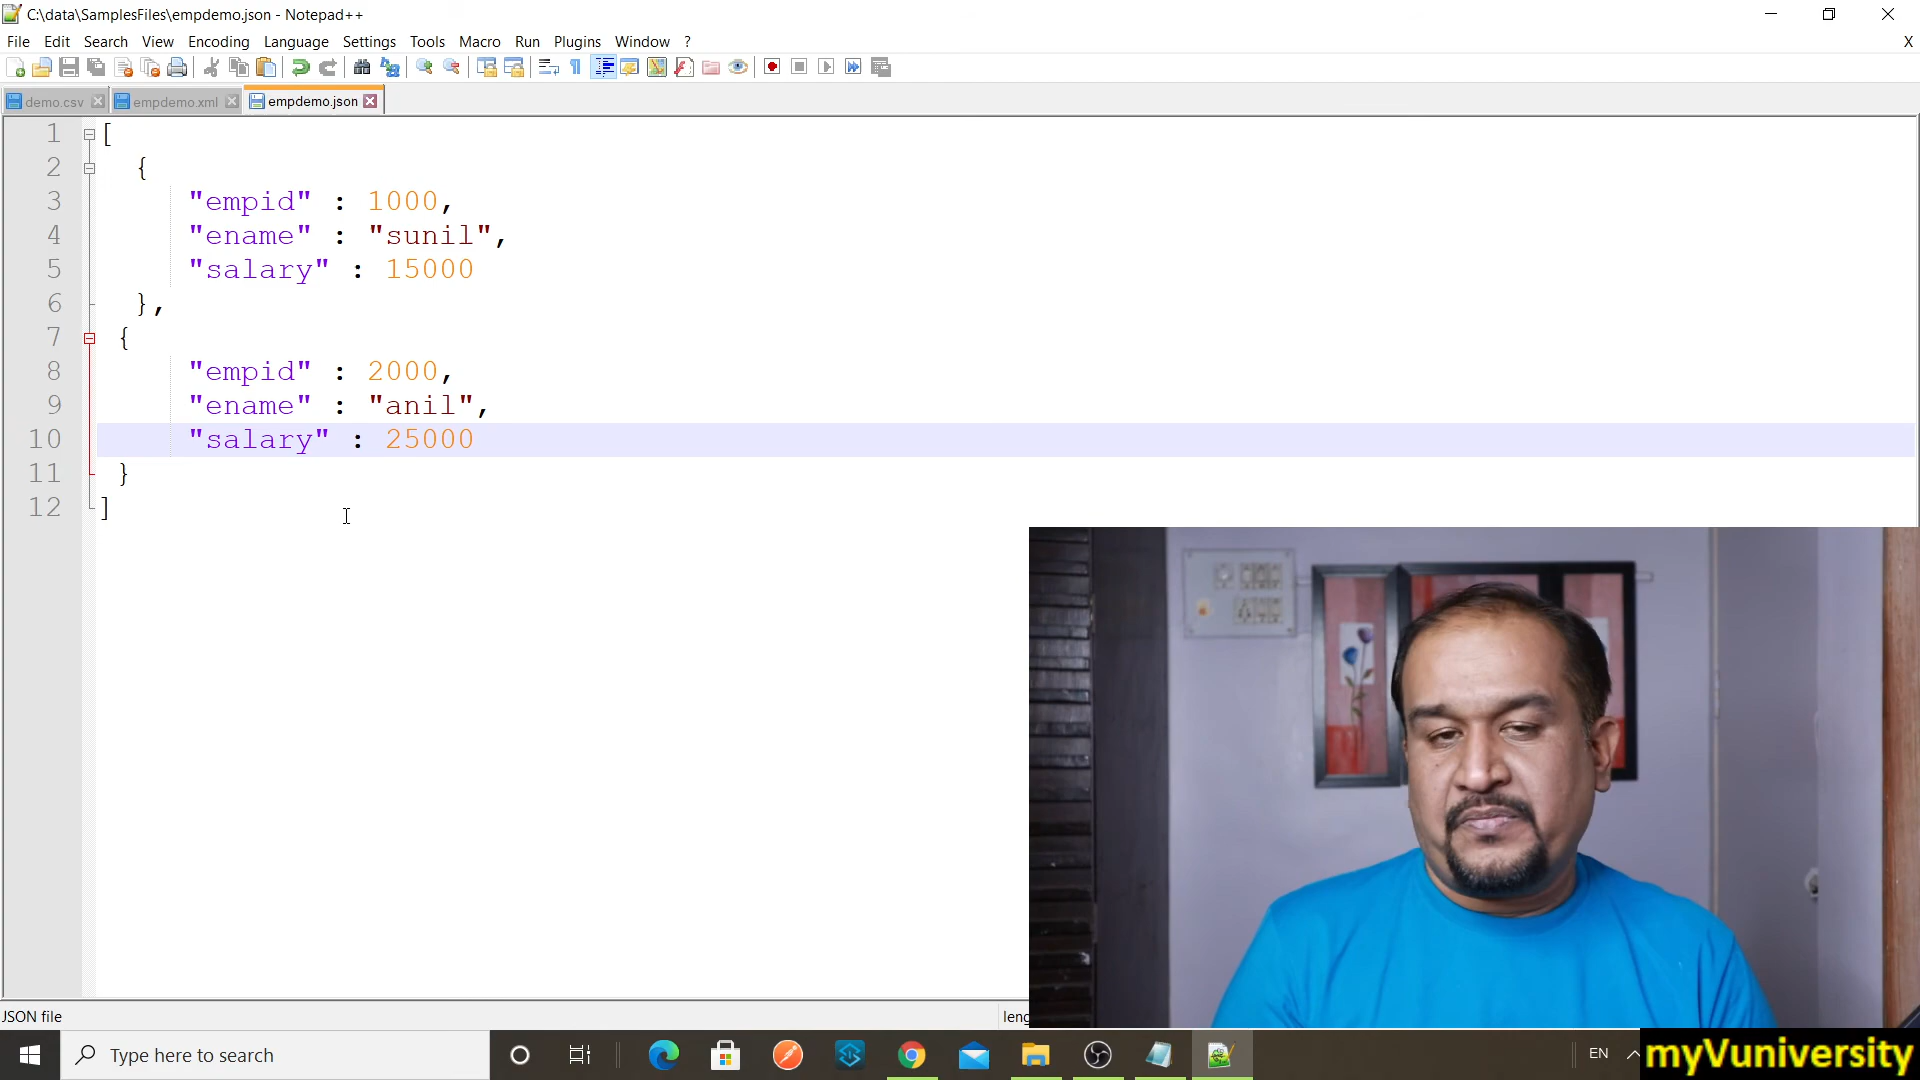 C:\data\SamplesFiles\empdemo.json - Notepad++
File Edit Search View Encoding Language Settings Tools Macro Run Plugins Window ? X
demo.csv empdemo.xml empdemo.json
1 [
2 {
3 "empid" : 1000,
4 "ename" : "sunil",
5 "salary" : 15000
6 },
7 {
8 "empid" : 2000,
9 "ename" : "anil",
10 "salary" : 25000
11 }
12 ]
JSON file leng
Type here to search EN
myVuniversity